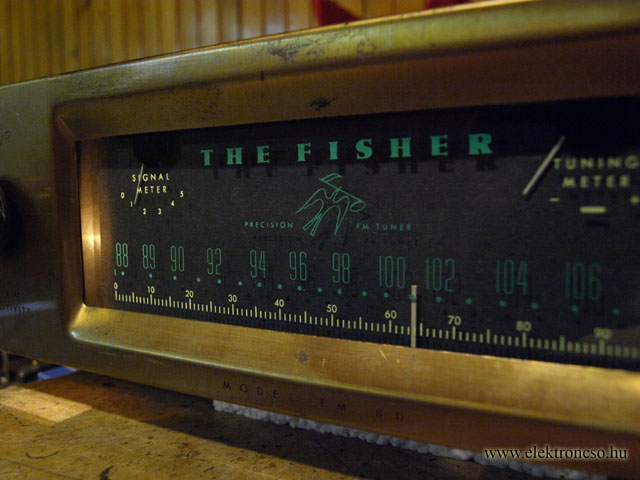 THE FISHER
SIGNAL
METER
0 1 2 3 4 5
TUNING
METER
PRECISION FM TUNER
88 89 90 92 94 96 98 100 102 104 106
0 10 20 30 40 50 60 70 80 90
MODEL FM 80
www.elektroncso.hu